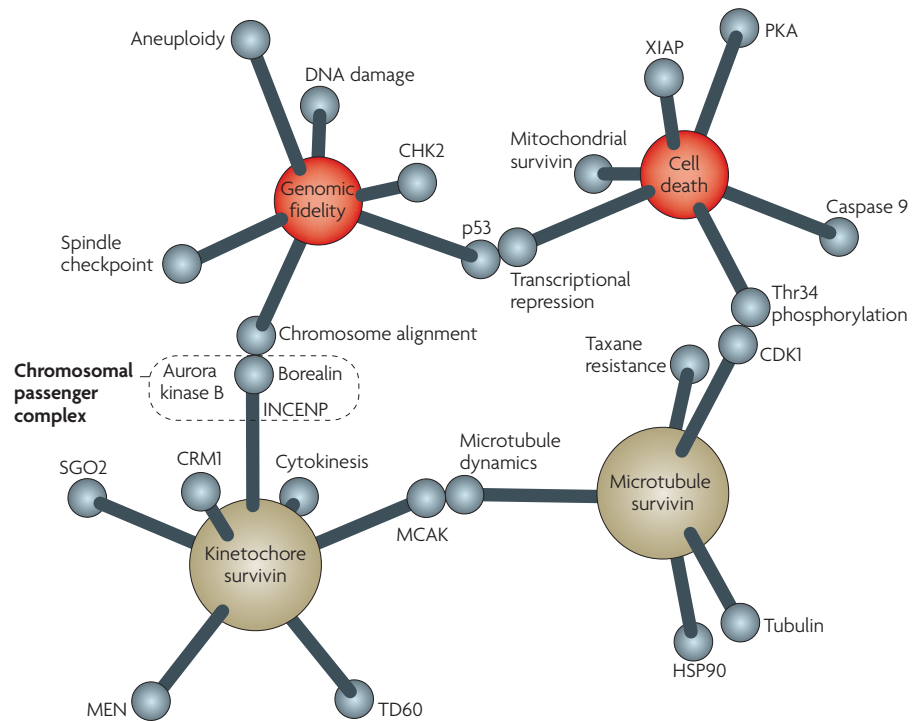 Aneuploidy
DNA damage
CHK2
Genomic
fidelity
Spindle
checkpoint
p53
XIAP
PKA
Mitochondrial
survivin
Cell
death
Caspase 9
Transcriptional
repression
Thr34
phosphorylation
CDK1
Chromosome alignment
Chromosomal
passenger
complex
Aurora
kinase B
Borealin
INCENP
Taxane
resistance
SGO2
CRM1
Cytokinesis
Microtubule
dynamics
MCAK
Microtubule
survivin
Kinetochore
survivin
Tubulin
HSP90
MEN
TD60